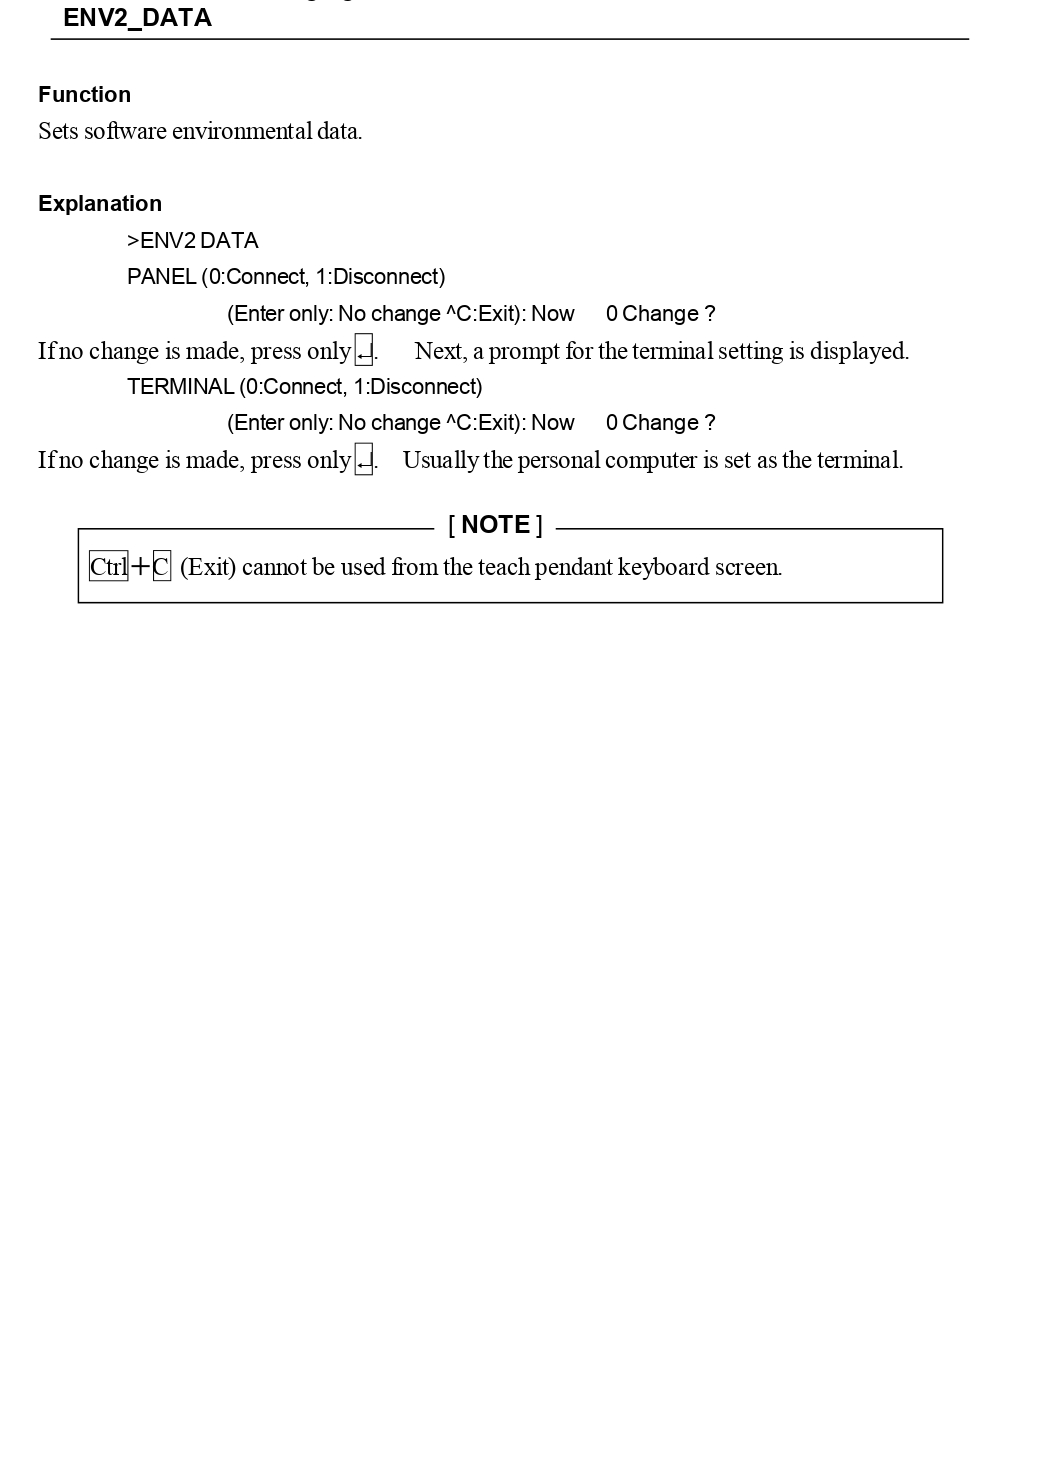 ENV2_DATA
Function
Sets software environmental data.
Explanation
>ENV2 DATA
PANEL (0:Connect, 1:Disconnect)
(Enter only: No change ^C:Exit): Now 0 Change ?
If no change is made, press only ↵. Next, a prompt for the terminal setting is displayed.
TERMINAL (0:Connect, 1:Disconnect)
(Enter only: No change ^C:Exit): Now 0 Change ?
If no change is made, press only ↵. Usually the personal computer is set as the terminal.
[ NOTE ]
Ctrl+C (Exit) cannot be used from the teach pendant keyboard screen.